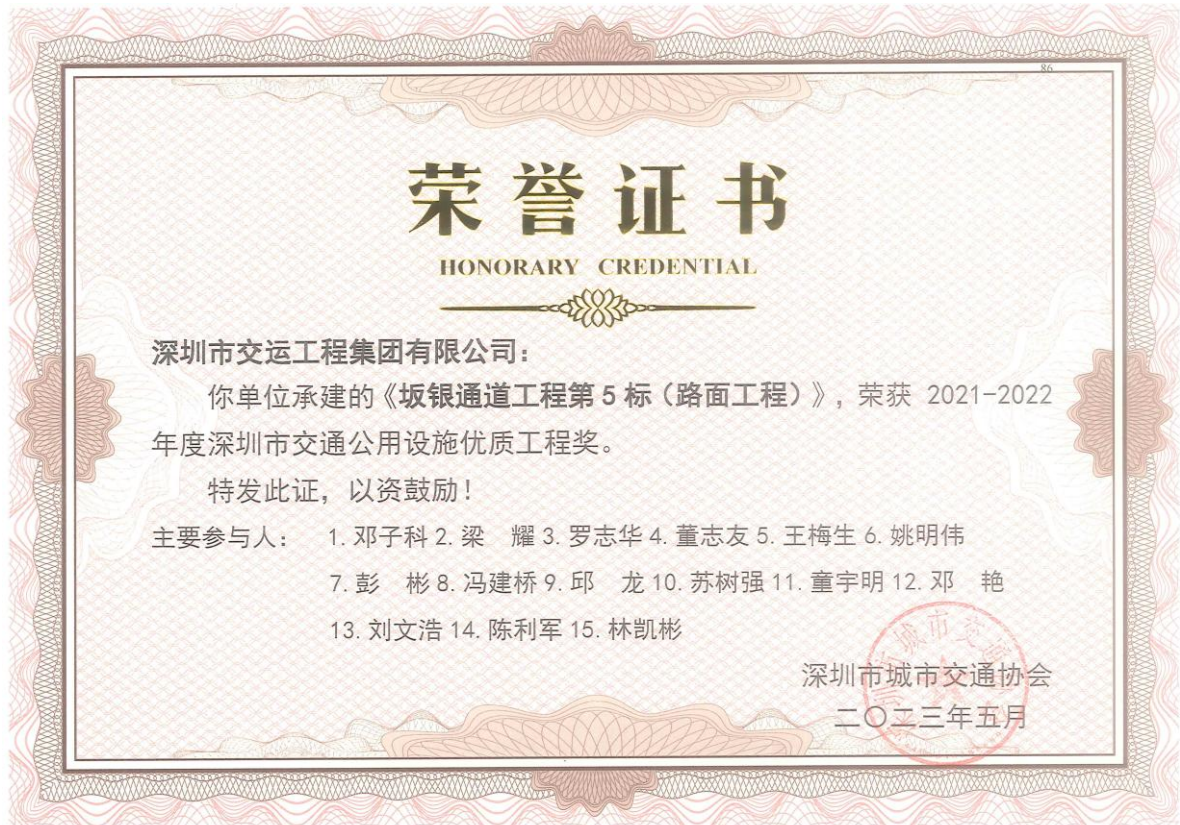 86
荣誉证书
HONORARY CREDENTIAL
深圳市交运工程集团有限公司：
你单位承建的《坂银通道工程第5标（路面工程）》，荣获 2021-2022
年度深圳市交通公用设施优质工程奖。
特发此证，以资鼓励！
主要参与人： 1.邓子科 2.梁 耀 3.罗志华 4.董志友 5.王梅生 6.姚明伟
7.彭 彬 8.冯建桥 9.邱 龙 10.苏树强 11.童宇明 12.邓 艳
13.刘文浩 14.陈利军 15.林凯彬
深圳市城市交通协会
二〇二三年五月